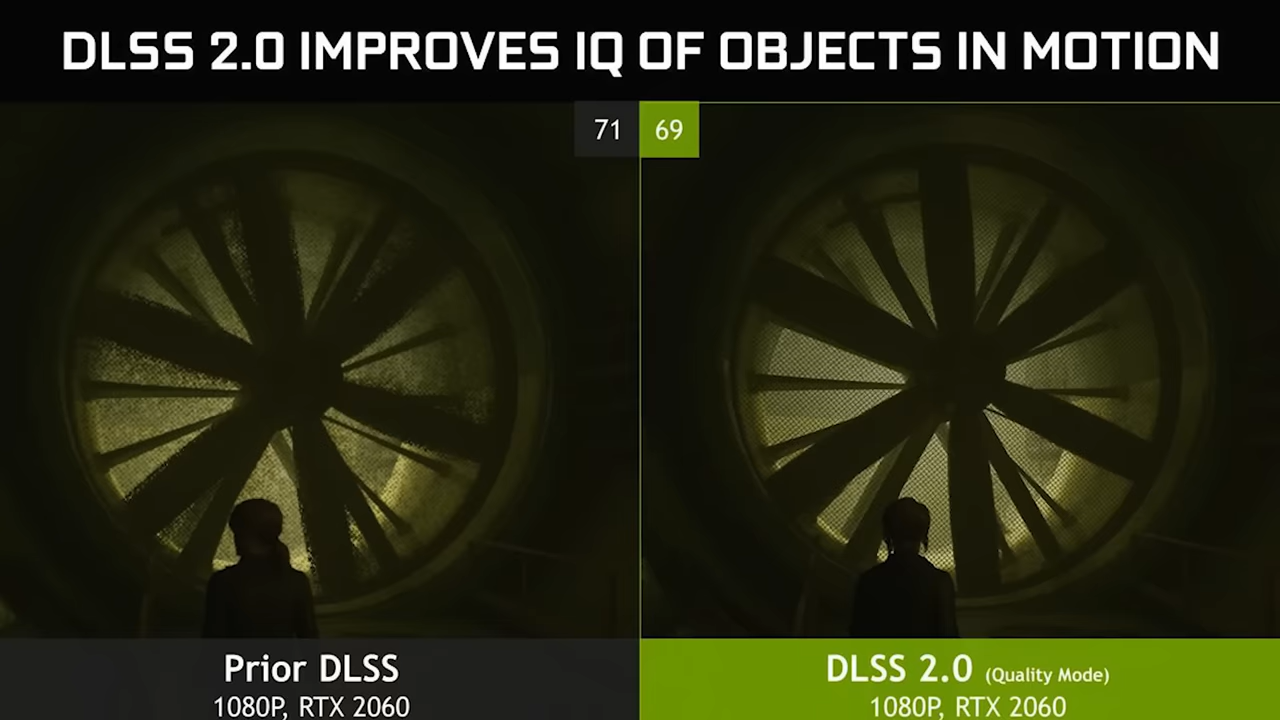 DLSS 2.0 IMPROVES IQ OF OBJECTS IN MOTION
71 69
Prior DLSS
1080P, RTX 2060
DLSS 2.0 (Quality Mode)
1080P, RTX 2060